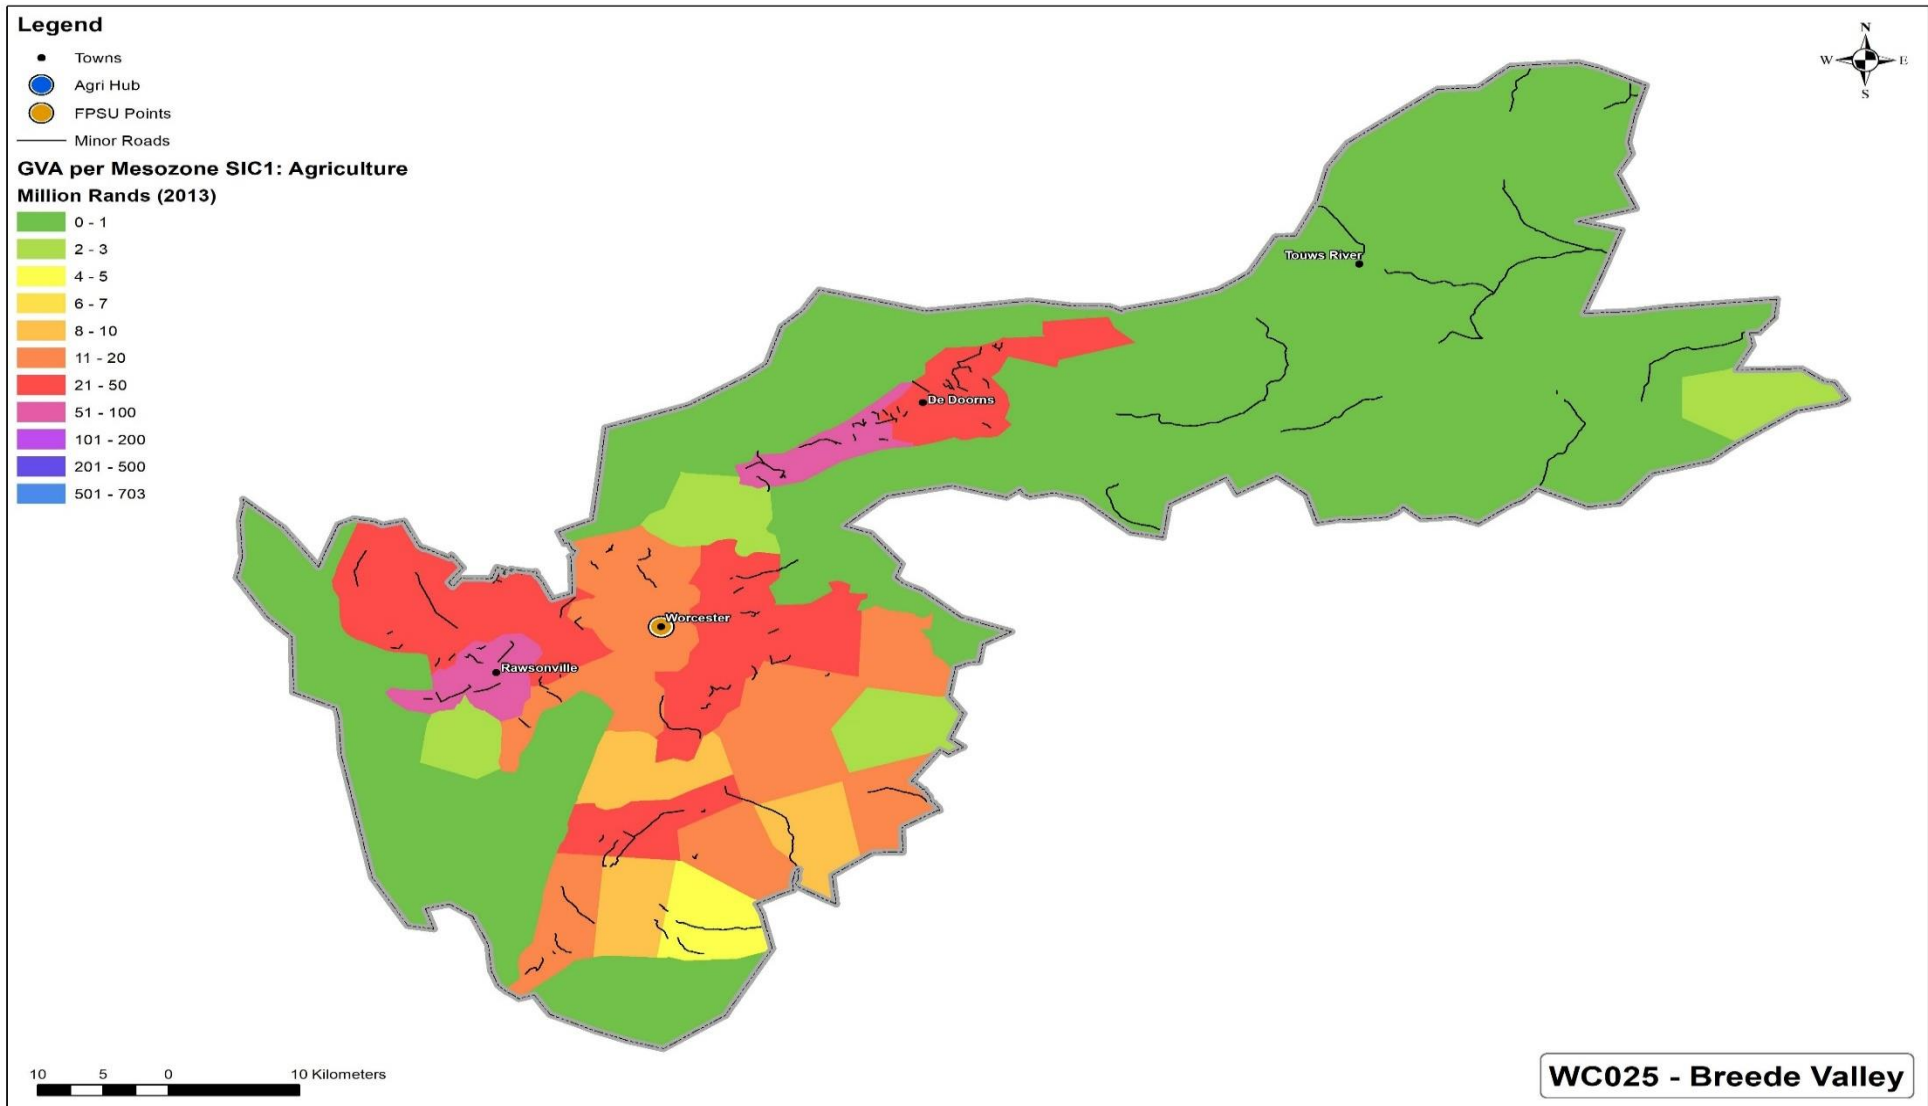 Legend
Towns
Agri Hub
FPSU Points
Minor Roads
GVA per Mesozone SIC1: Agriculture
Million Rands (2013)
0 - 1
2 - 3
4 - 5
6 - 7
8 - 10
11 - 20
21 - 50
51 - 100
101 - 200
201 - 500
501 - 703
N
W E
S
Touws River
De Doorns
Worcester
Rawsonville
10 5 0 10 Kilometers
WC025 - Breede Valley